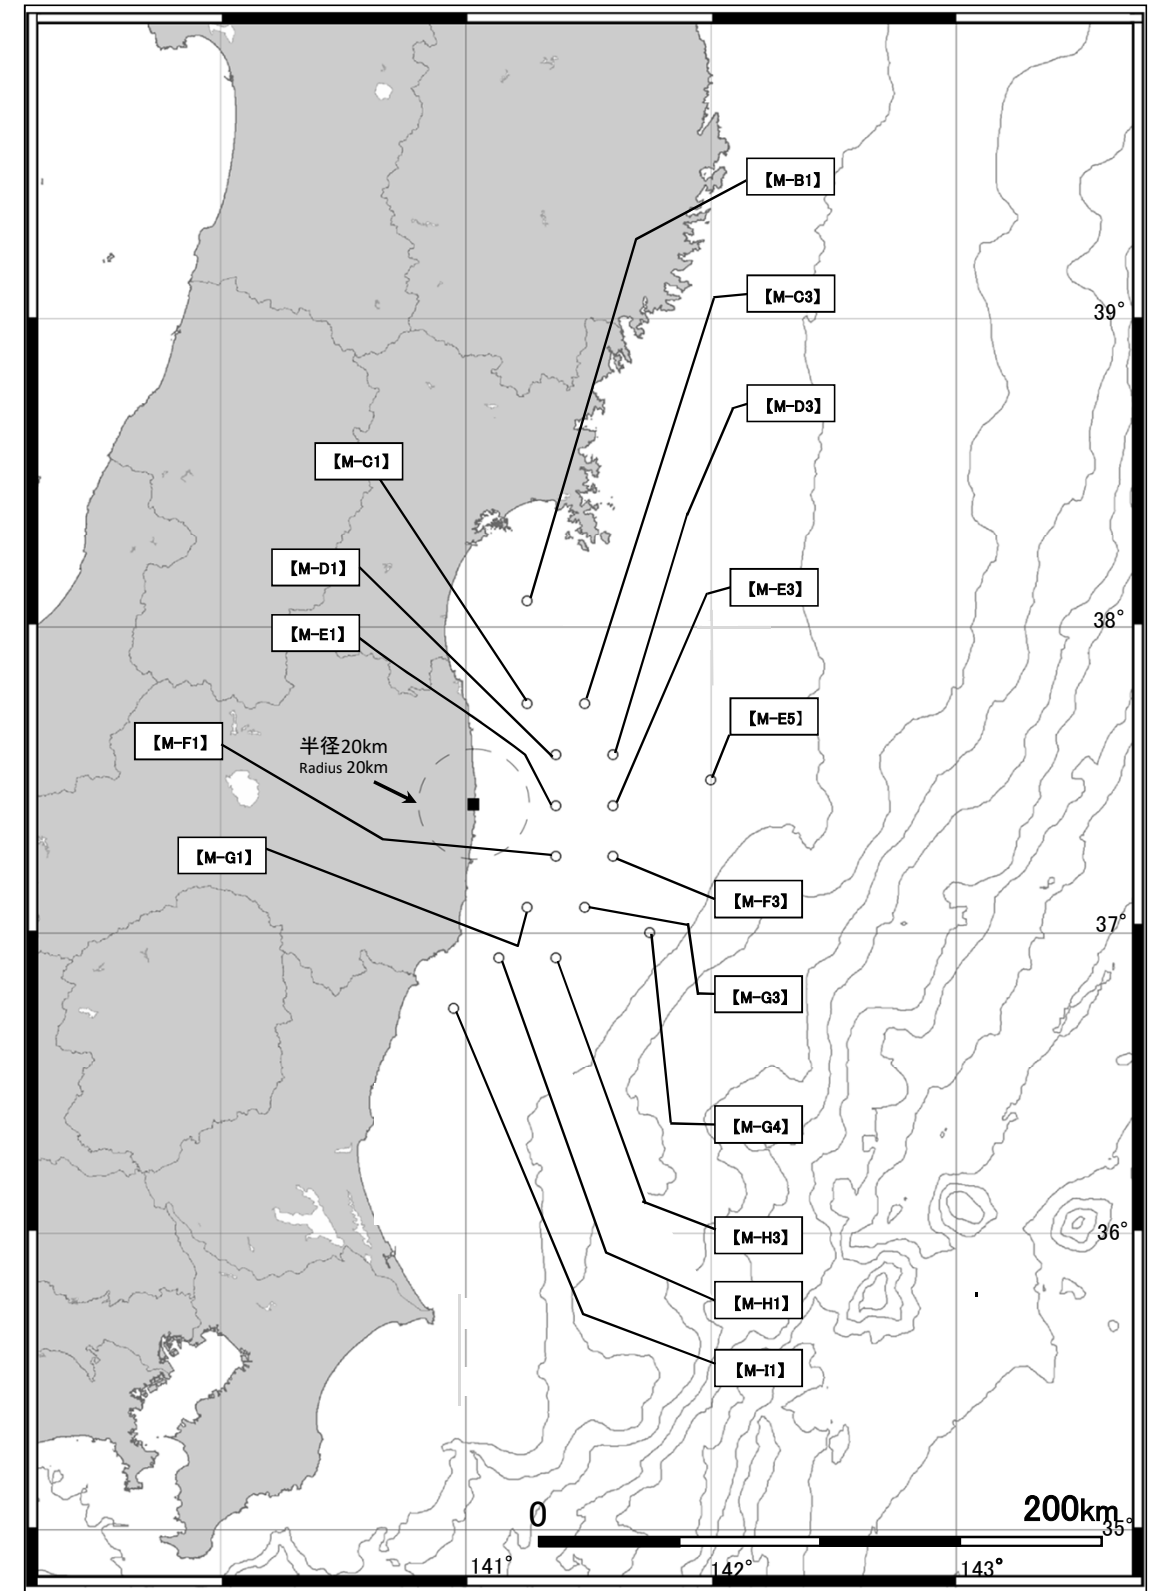 【M-B1】
【M-C3】
39°
【M-D3】
【M-C1】
【M-D1】
【M-E3】
38°
【M-E1】
【M-E5】
【M-F1】
半径20km
Radius 20km
【M-G1】
【M-F3】
37°
【M-G3】
【M-G4】
【M-H3】
36°
【M-H1】
【M-I1】
0
200km
35°
141°
142°
143°